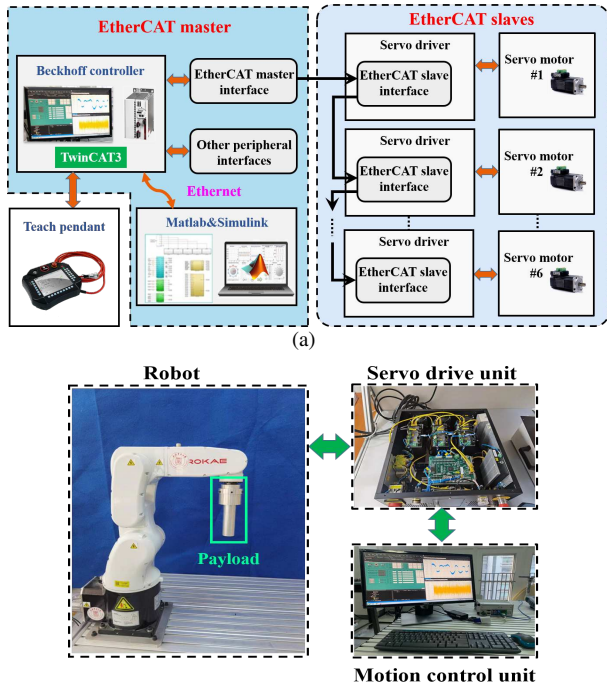 EtherCAT master
EtherCAT slaves
Beckhoff controller
TwinCAT3
EtherCAT master
interface
Other peripheral
interfaces
Ethernet
Teach pendant
Matlab&Simulink
Servo driver
EtherCAT slave
interface
Servo motor
#1
Servo driver
EtherCAT slave
interface
Servo motor
#2
Servo driver
EtherCAT slave
interface
Servo motor
#6
(a)
Robot
Servo drive unit
ROKAE
Payload
Motion control unit